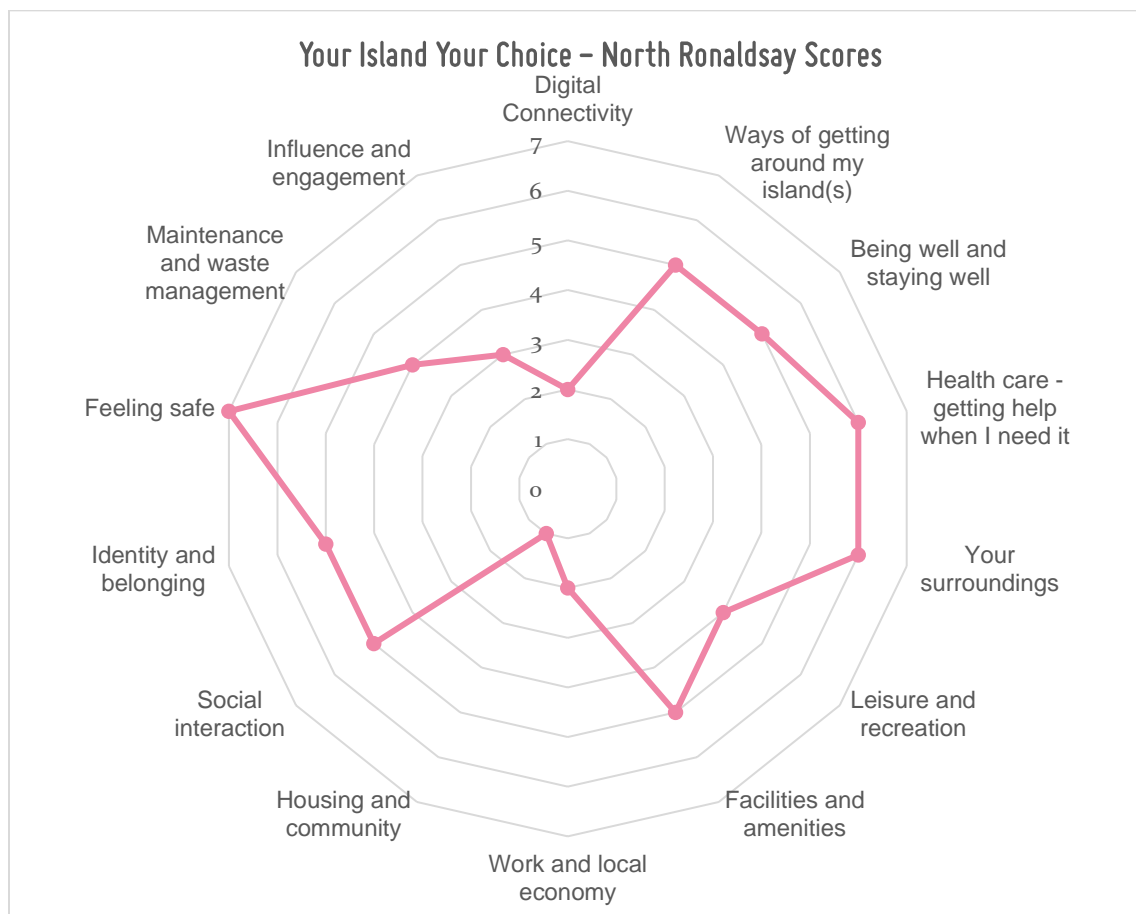 Your Island Your Choice – North Ronaldsay Scores
Digital
Connectivity
Ways of getting
around my
island(s)
Being well and
staying well
Health care -
getting help
when I need it
Your
surroundings
Leisure and
recreation
Facilities and
amenities
Work and local
economy
Housing and
community
Social
interaction
Identity and
belonging
Feeling safe
Maintenance
and waste
management
Influence and
engagement
7
6
5
4
3
2
1
0